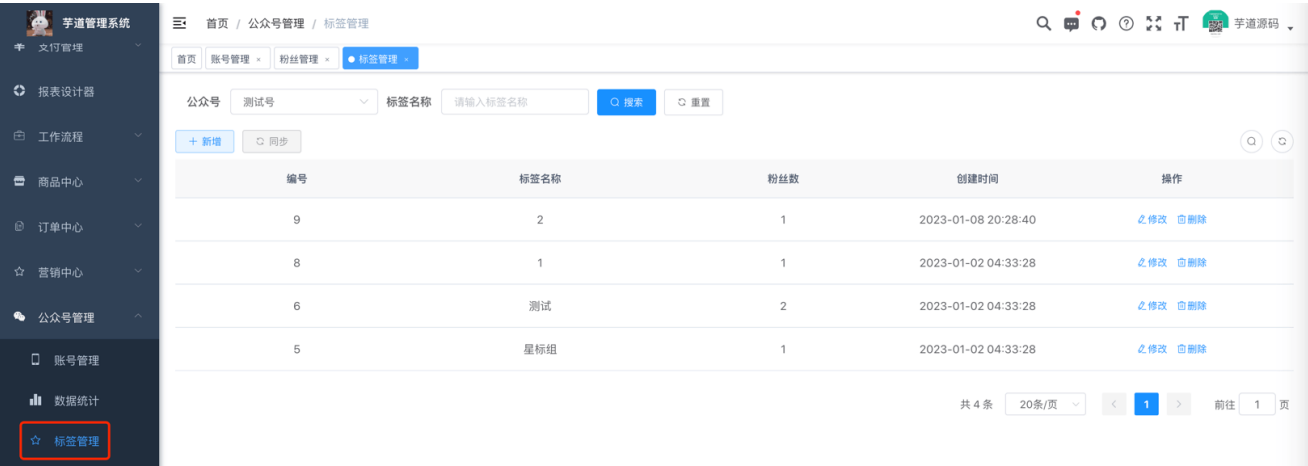 芋道管理系统
支付管理
报表设计器
工作流程
商品中心
订单中心
营销中心
公众号管理
账号管理
数据统计
标签管理
首页 / 公众号管理 / 标签管理
芋道源码
首页 账号管理 × 粉丝管理 × 标签管理 ×
公众号 测试号 标签名称 请输入标签名称 搜索 重置
+ 新增 同步
编号 标签名称 粉丝数 创建时间 操作
9 2 1 2023-01-08 20:28:40 修改 删除
8 1 1 2023-01-02 04:33:28 修改 删除
6 测试 2 2023-01-02 04:33:28 修改 删除
5 星标组 1 2023-01-02 04:33:28 修改 删除
共 4 条 20条/页 < 1 > 前往 1 页